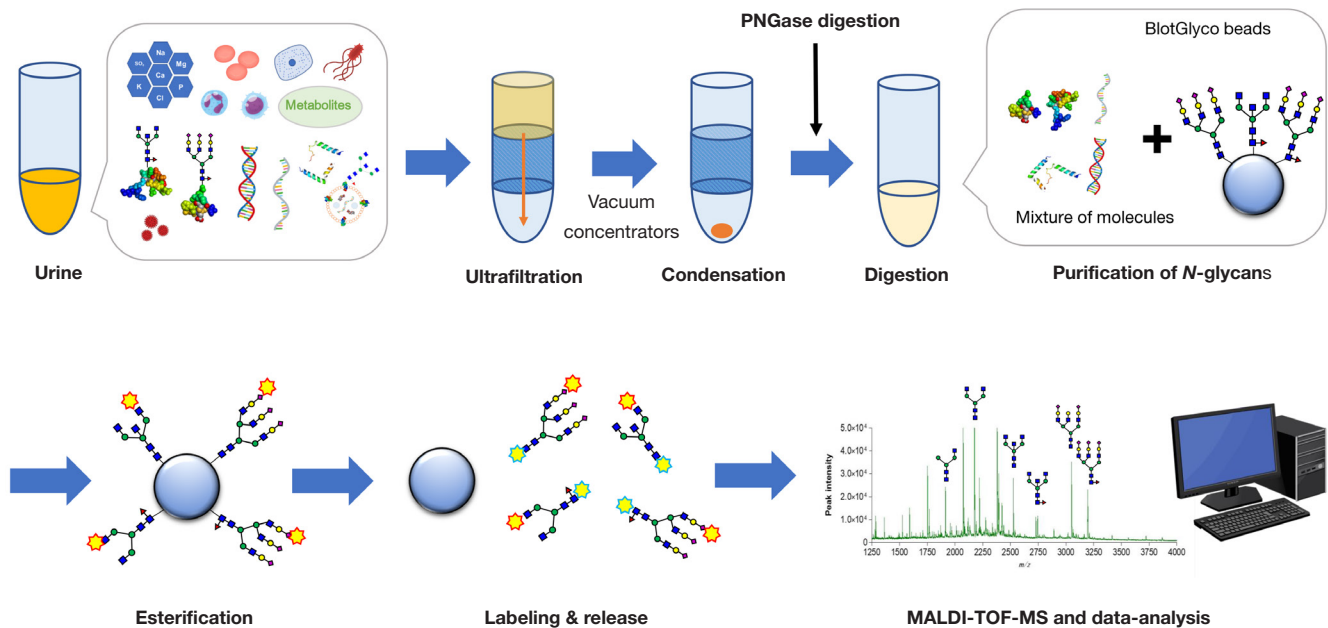 PNGase digestion
BlotGlyco beads
Na
SO₄
Mg
Ca
K
P
Cl
Metabolites
Vacuum
concentrators
Mixture of molecules
Urine
Ultrafiltration
Condensation
Digestion
Purification of N-glycans
Peak intensity
5.0×10⁴
4.0×10⁴
3.0×10⁴
2.0×10⁴
1.0×10⁴
0
1250 1500 1750 2000 2250 2500 2750 3000 3250 3500 3750 4000
m/z
Esterification
Labeling & release
MALDI-TOF-MS and data-analysis